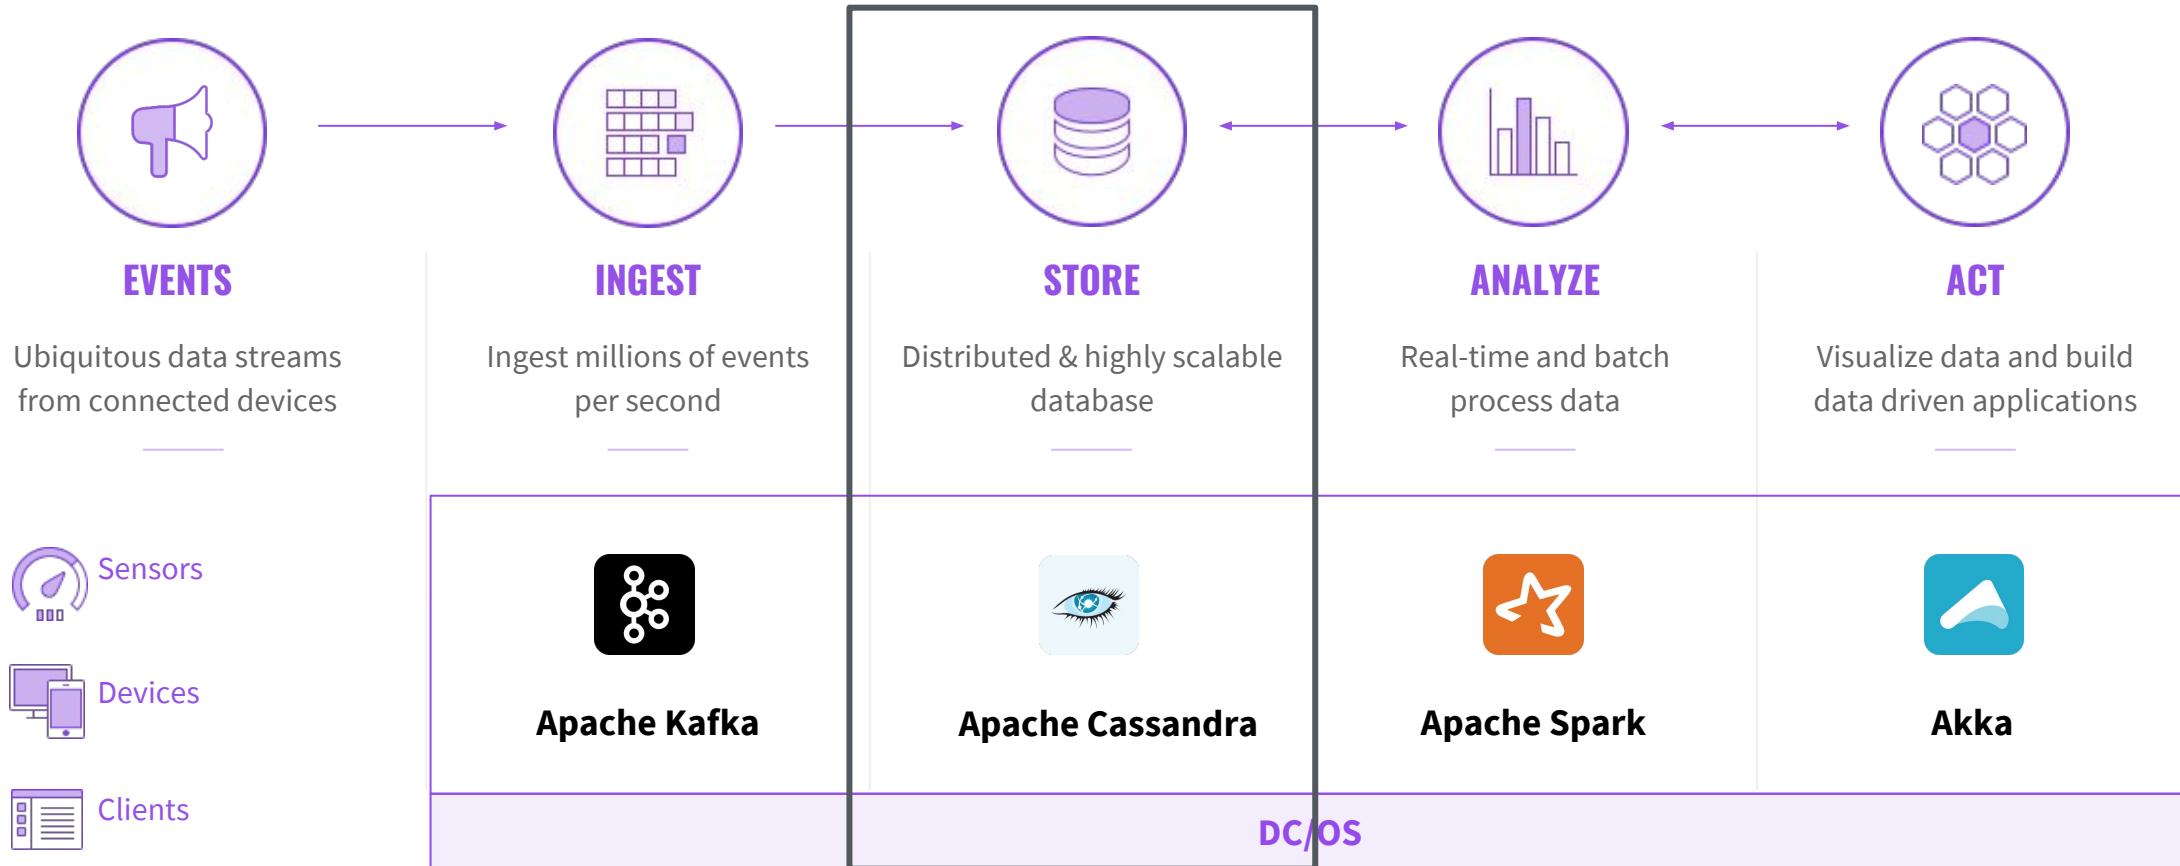 EVENTS
Ubiquitous data streams
from connected devices
Sensors
Devices
Clients
INGEST
Ingest millions of events
per second
Apache Kafka
STORE
Distributed & highly scalable
database
Apache Cassandra
ANALYZE
Real-time and batch
process data
Apache Spark
ACT
Visualize data and build
data driven applications
Akka
DC/OS